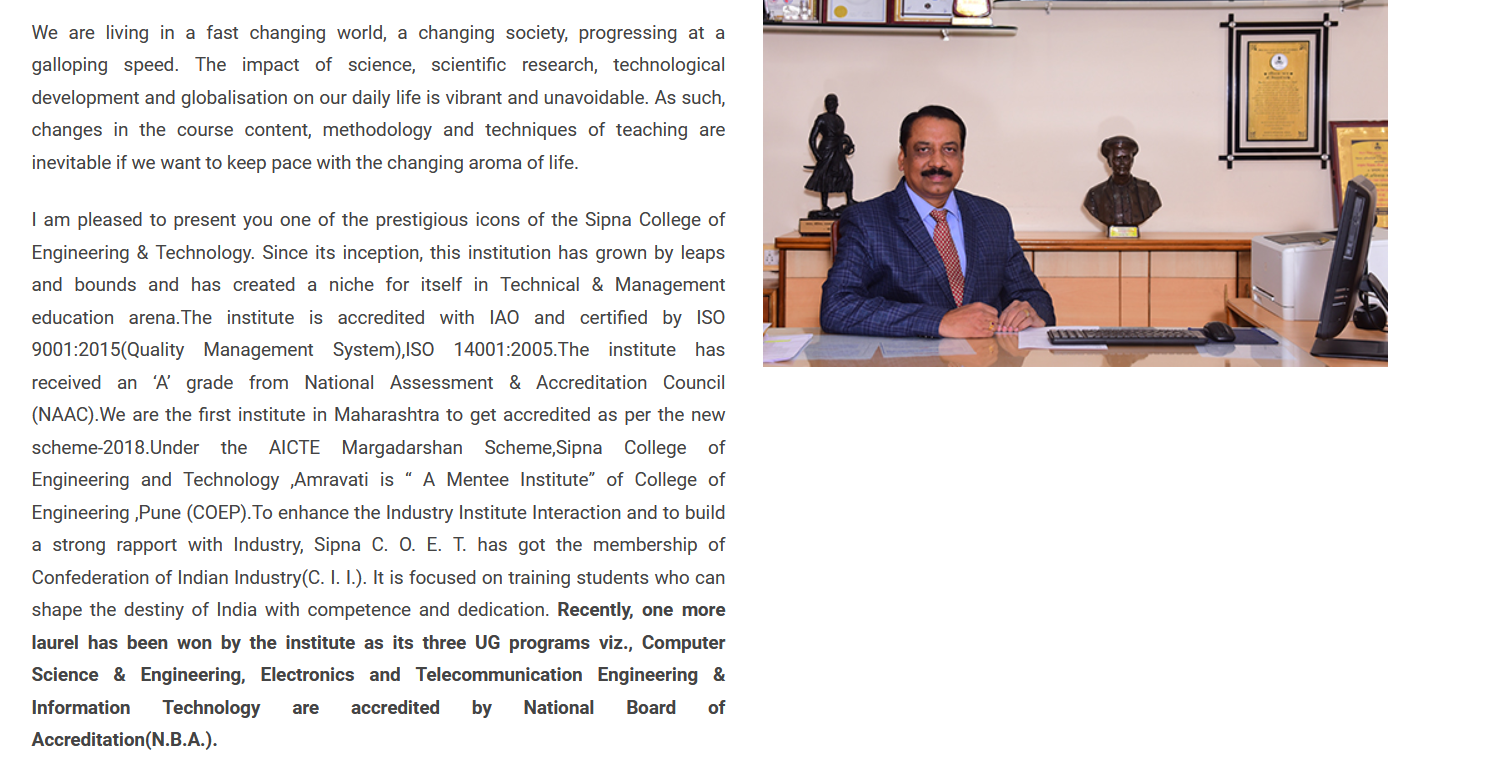 We are living in a fast changing world, a changing society, progressing at a
galloping speed. The impact of science, scientific research, technological
development and globalisation on our daily life is vibrant and unavoidable. As such,
changes in the course content, methodology and techniques of teaching are
inevitable if we want to keep pace with the changing aroma of life.
I am pleased to present you one of the prestigious icons of the Sipna College of
Engineering & Technology. Since its inception, this institution has grown by leaps
and bounds and has created a niche for itself in Technical & Management
education arena.The institute is accredited with IAO and certified by ISO
9001:2015(Quality Management System),ISO 14001:2005.The institute has
received an ‘A’ grade from National Assessment & Accreditation Council
(NAAC).We are the first institute in Maharashtra to get accredited as per the new
scheme-2018.Under the AICTE Margadarshan Scheme,Sipna College of
Engineering and Technology ,Amravati is “ A Mentee Institute” of College of
Engineering ,Pune (COEP).To enhance the Industry Institute Interaction and to build
a strong rapport with Industry, Sipna C. O. E. T. has got the membership of
Confederation of Indian Industry(C. I. I.). It is focused on training students who can
shape the destiny of India with competence and dedication. Recently, one more
laurel has been won by the institute as its three UG programs viz., Computer
Science & Engineering, Electronics and Telecommunication Engineering &
Information Technology are accredited by National Board of
Accreditation(N.B.A.).